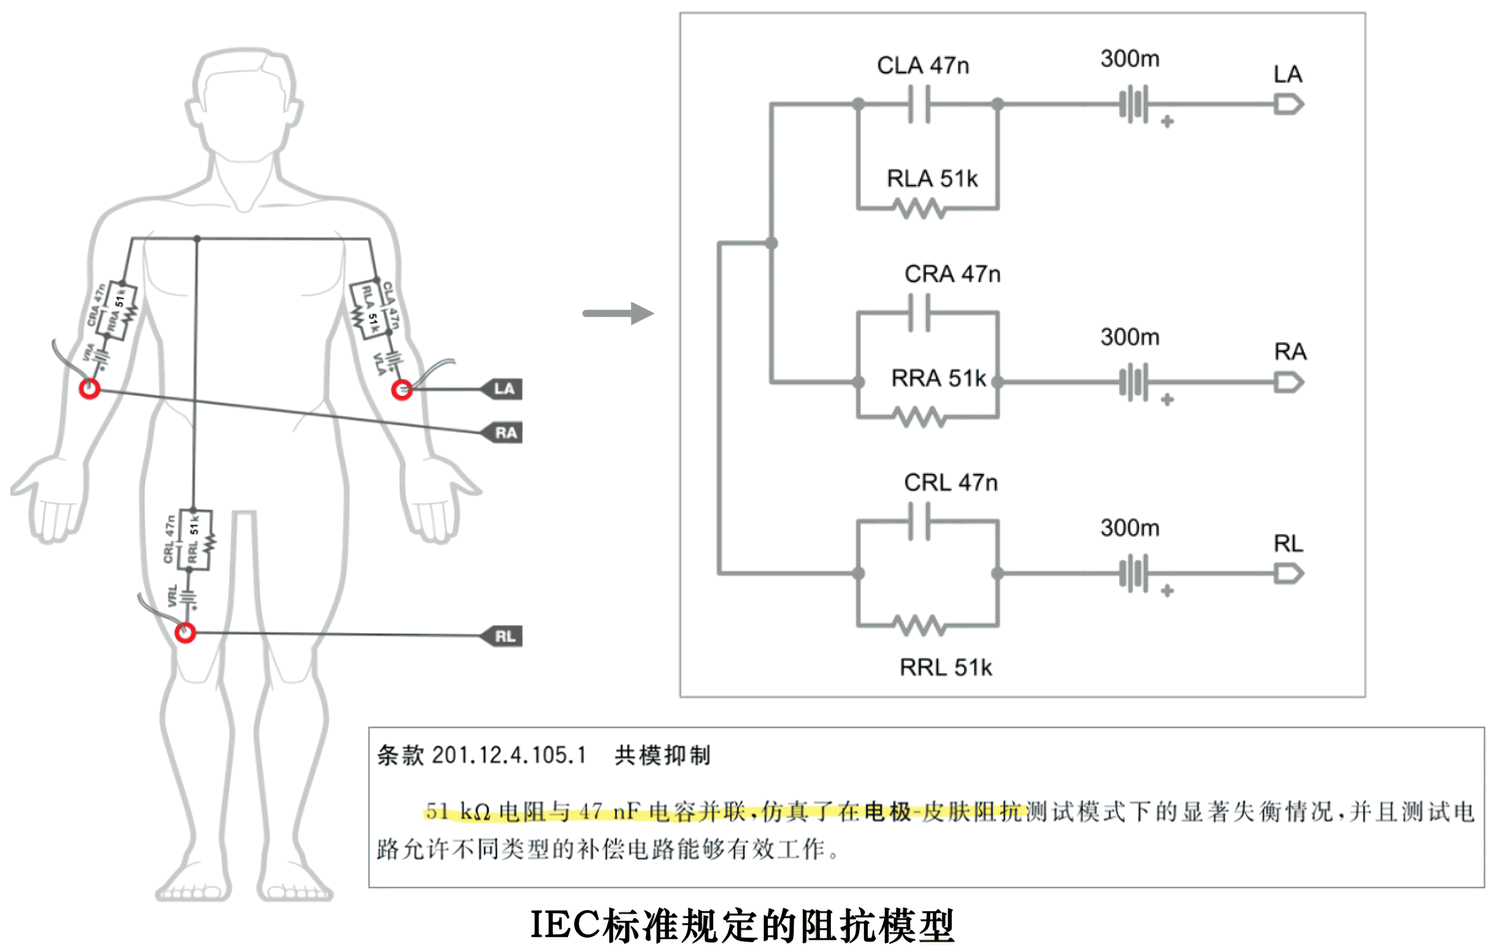 CRA 47n
RRA 51k
VRA
CLA 47n
RLA 51k
VLA
LA
RA
CRL 47n
RRL 51k
VRL
RL
CLA 47n
300m
LA
RLA 51k
+
CRA 47n
300m
RA
RRA 51k
+
CRL 47n
300m
RL
+
RRL 51k
条款 201.12.4.105.1 共模抑制
51 kΩ 电阻与 47 nF 电容并联,仿真了在电极-皮肤阻抗测试模式下的显著失衡情况,并且测试电
路允许不同类型的补偿电路能够有效工作。
IEC标准规定的阻抗模型